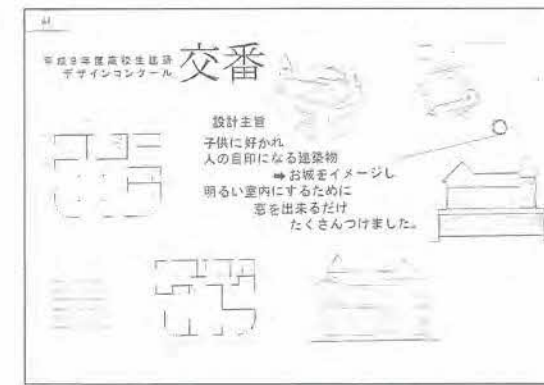 平成9年度高校生建築
デザインコンクール
交番
設計主旨
子供に好かれ
人の目印になる建築物
➡お城をイメージし
明るい室内にするために
窓を出来るだけ
たくさんつけました。